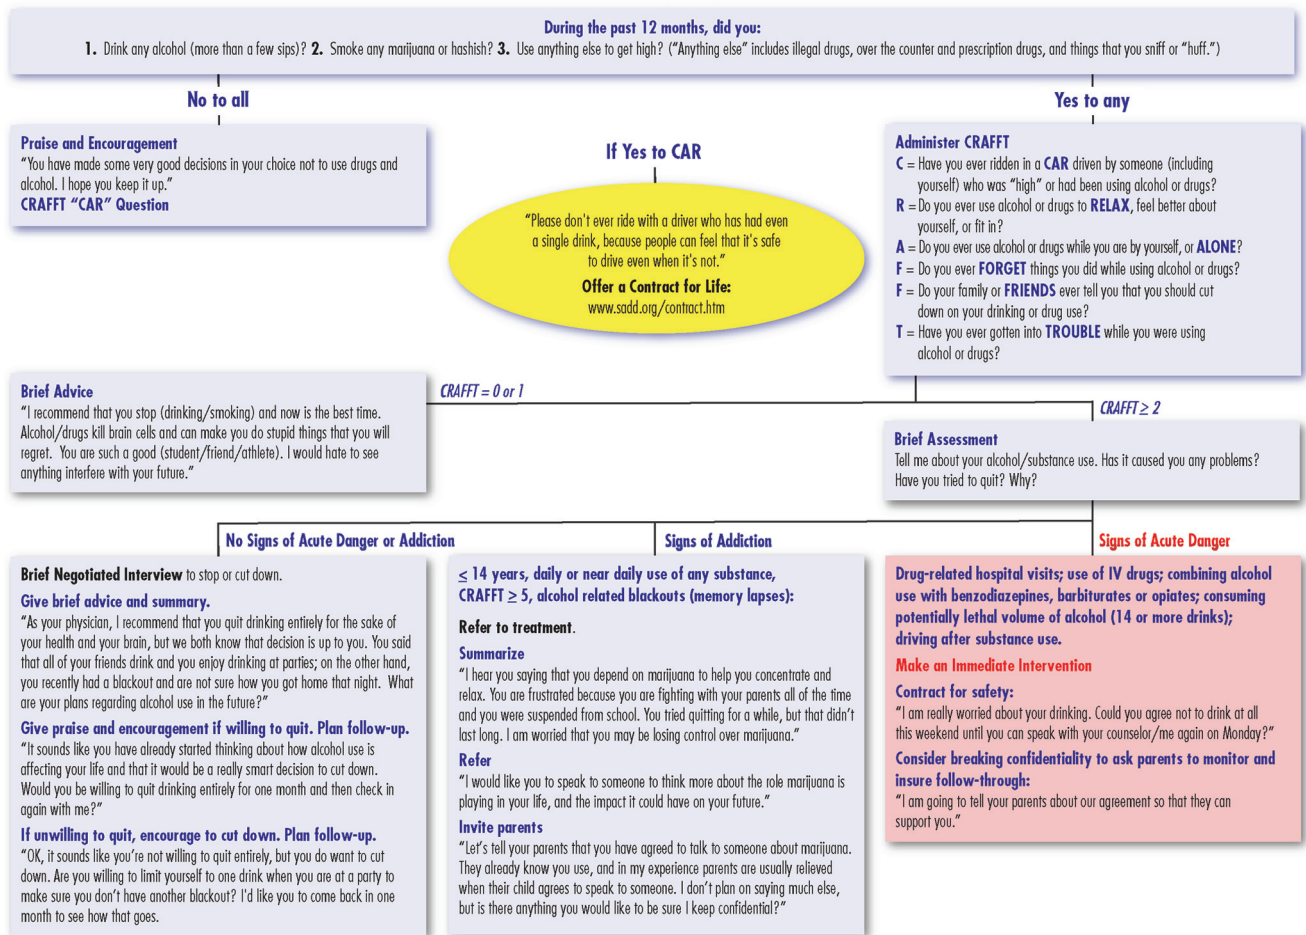 During the past 12 months, did you:
1. Drink any alcohol (more than a few sips)? 2. Smoke any marijuana or hashish? 3. Use anything else to get high? (“Anything else” includes illegal drugs, over the counter and prescription drugs, and things that you sniff or “huff.”)
No to all
Yes to any
Praise and Encouragement
“You have made some very good decisions in your choice not to use drugs and
alcohol. I hope you keep it up.”
CRAFFT “CAR” Question
If Yes to CAR
“Please don't ever ride with a driver who has had even
a single drink, because people can feel that it's safe
to drive even when it's not.”
Offer a Contract for Life:
www.sadd.org/contract.htm
Administer CRAFFT
C = Have you ever ridden in a CAR driven by someone (including
yourself) who was “high” or had been using alcohol or drugs?
R = Do you ever use alcohol or drugs to RELAX, feel better about
yourself, or fit in?
A = Do you ever use alcohol or drugs while you are by yourself, or ALONE?
F = Do you ever FORGET things you did while using alcohol or drugs?
F = Do your family or FRIENDS ever tell you that you should cut
down on your drinking or drug use?
T = Have you ever gotten into TROUBLE while you were using
alcohol or drugs?
Brief Advice
“I recommend that you stop (drinking/smoking) and now is the best time.
Alcohol/drugs kill brain cells and can make you do stupid things that you will
regret. You are such a good (student/friend/athlete). I would hate to see
anything interfere with your future.”
CRAFFT = 0 or 1
CRAFFT ≥ 2
Brief Assessment
Tell me about your alcohol/substance use. Has it caused you any problems?
Have you tried to quit? Why?
No Signs of Acute Danger or Addiction
Signs of Addiction
Signs of Acute Danger
Brief Negotiated Interview to stop or cut down.
Give brief advice and summary.
“As your physician, I recommend that you quit drinking entirely for the sake of
your health and your brain, but we both know that decision is up to you. You said
that all of your friends drink and you enjoy drinking at parties; on the other hand,
you recently had a blackout and are not sure how you got home that night. What
are your plans regarding alcohol use in the future?”
Give praise and encouragement if willing to quit. Plan follow-up.
“It sounds like you have already started thinking about how alcohol use is
affecting your life and that it would be a really smart decision to cut down.
Would you be willing to quit drinking entirely for one month and then check in
again with me?”
If unwilling to quit, encourage to cut down. Plan follow-up.
“OK, it sounds like you’re not willing to quit entirely, but you do want to cut
down. Are you willing to limit yourself to one drink when you are at a party to
make sure you don’t have another blackout? I'd like you to come back in one
month to see how that goes.
≤ 14 years, daily or near daily use of any substance,
CRAFFT ≥ 5, alcohol related blackouts (memory lapses):
Refer to treatment.
Summarize
“I hear you saying that you depend on marijuana to help you concentrate and
relax. You are frustrated because you are fighting with your parents all of the time
and you were suspended from school. You tried quitting for a while, but that didn’t
last long. I am worried that you may be losing control over marijuana.”
Refer
“I would like you to speak to someone to think more about the role marijuana is
playing in your life, and the impact it could have on your future.”
Invite parents
“Let’s tell your parents that you have agreed to talk to someone about marijuana.
They already know you use, and in my experience parents are usually relieved
when their child agrees to speak to someone. I don’t plan on saying much else,
but is there anything you would like to be sure I keep confidential?”
Drug-related hospital visits; use of IV drugs; combining alcohol
use with benzodiazepines, barbiturates or opiates; consuming
potentially lethal volume of alcohol (14 or more drinks);
driving after substance use.
Make an Immediate Intervention
Contract for safety:
“I am really worried about your drinking. Could you agree not to drink at all
this weekend until you can speak with your counselor/me again on Monday?”
Consider breaking confidentiality to ask parents to monitor and
insure follow-through:
“I am going to tell your parents about our agreement so that they can
support you.”